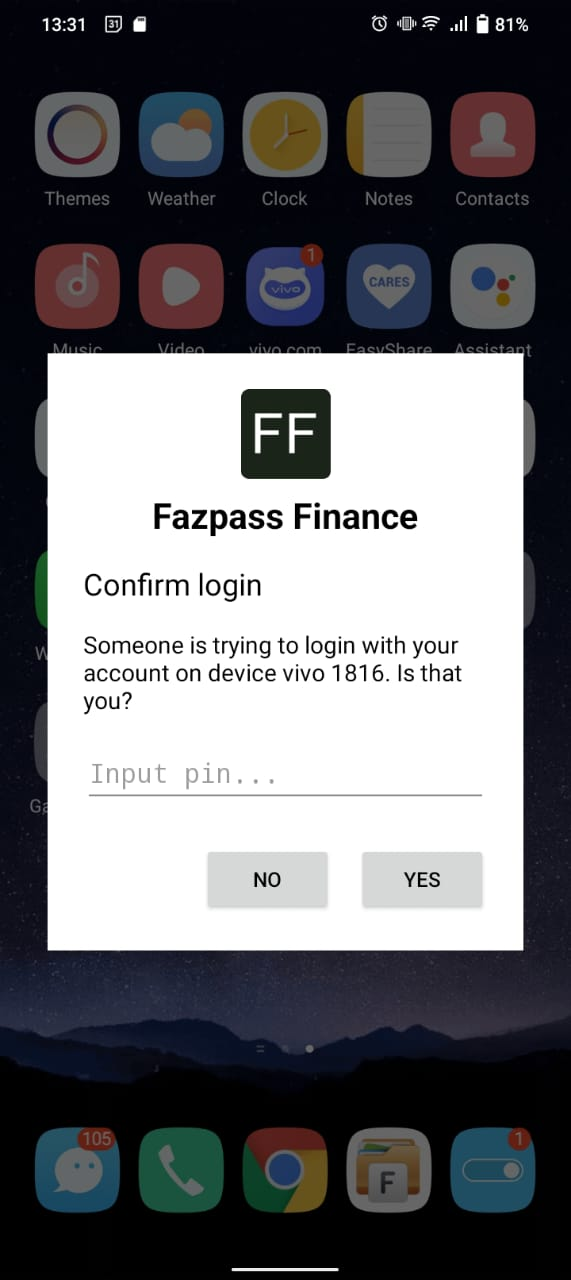 13:31 31 81%
Themes Weather Clock Notes Contacts
1
vivo CARES
Music Video vivo.com EasyShare Assistant
FF
Fazpass Finance
Confirm login
Someone is trying to login with your
account on device vivo 1816. Is that
you?
Input pin...
NO YES
105 1
F